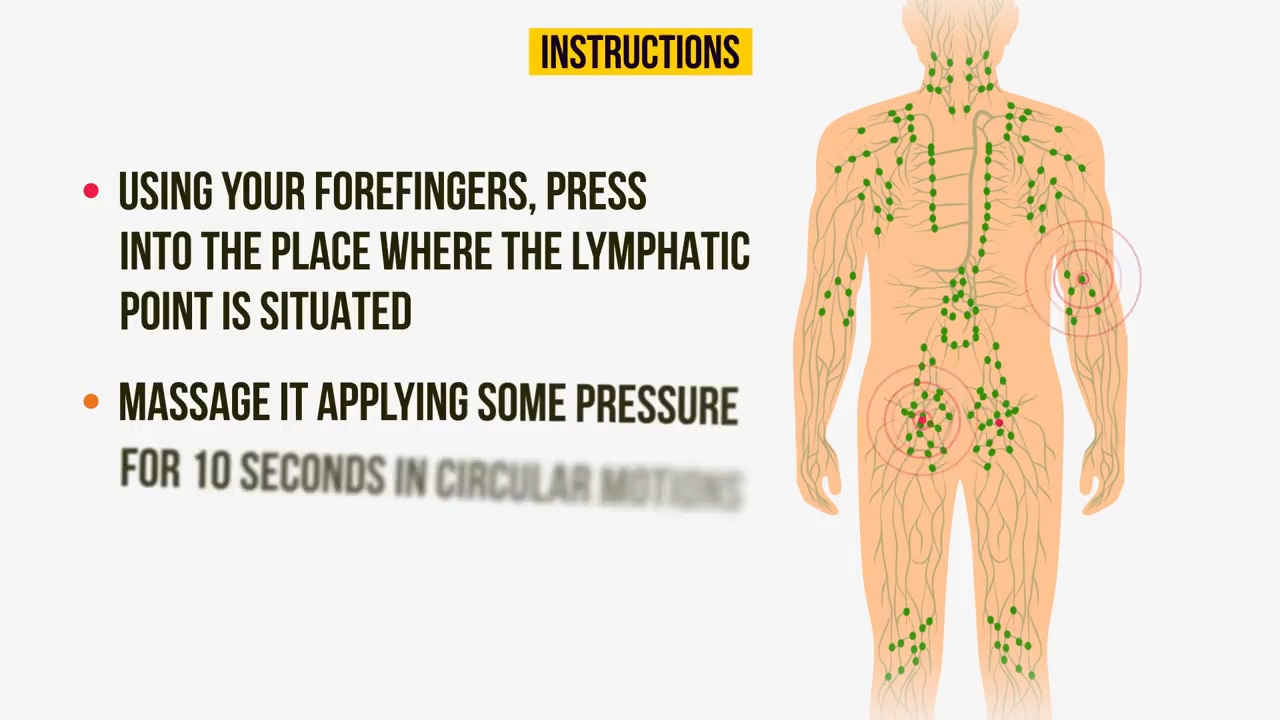 INSTRUCTIONS
USING YOUR FOREFINGERS, PRESS
INTO THE PLACE WHERE THE LYMPHATIC
POINT IS SITUATED
MASSAGE IT APPLYING SOME PRESSURE
FOR 10 SECONDS IN CIRCULAR MOTIONS